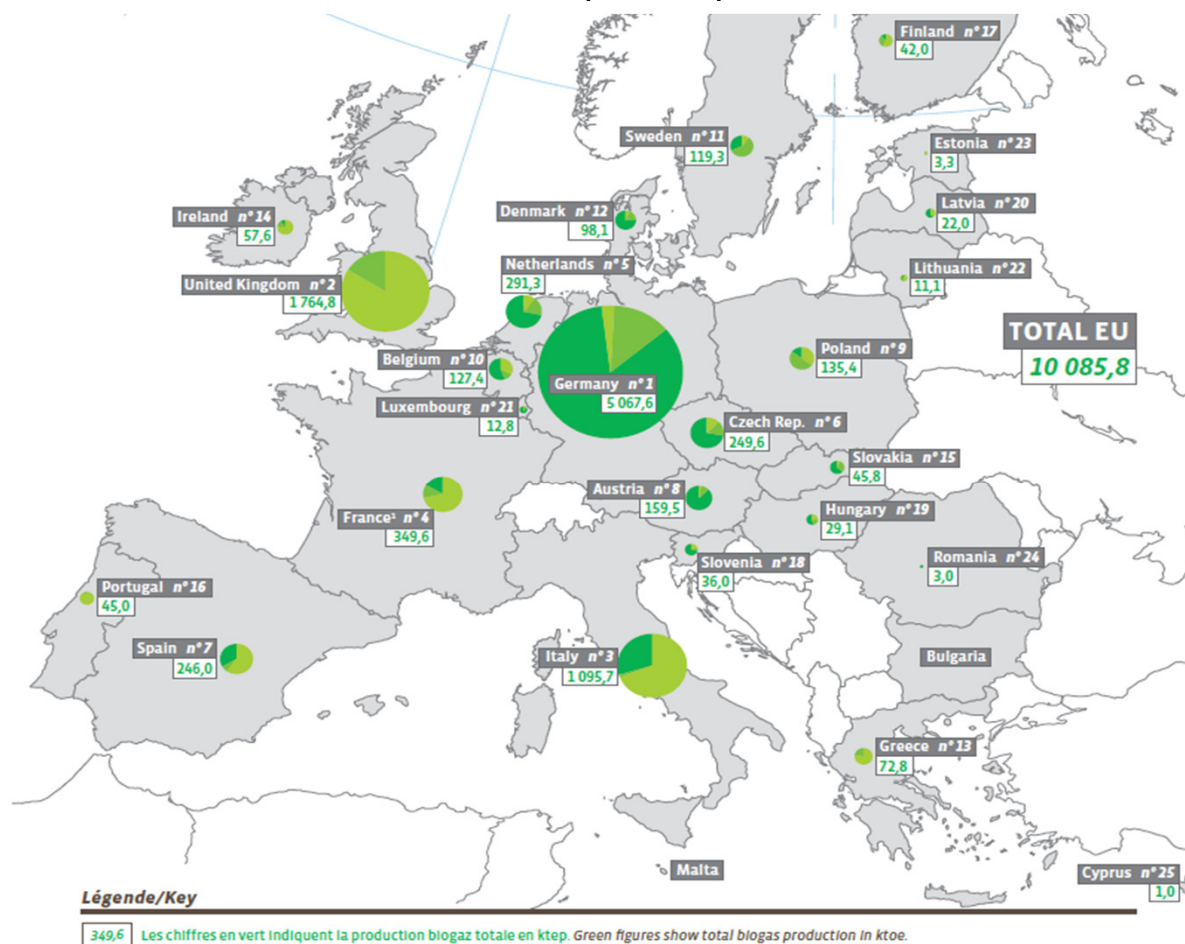 Finland n°17
42,0
Sweden n°11
119,3
Estonia n°23
3,3
Latvia n°20
22,0
Ireland n°14
57,6
Denmark n°12
98,1
Lithuania n°22
11,1
Netherlands n°5
291,3
United Kingdom n°2
1 764,8
TOTAL EU
10 085,8
Poland n°9
135,4
Belgium n°10
127,4
Germany n°1
5 067,6
Luxembourg n°21
12,8
Czech Rep. n°6
249,6
Slovakia n°15
45,8
Austria n°8
159,5
France¹ n°4
349,6
Hungary n°19
29,1
Slovenia n°18
36,0
Romania n°24
3,0
Portugal n°16
45,0
Spain n°7
246,0
Italy n°3
1 095,7
Bulgaria
Greece n°13
72,8
Malta
Cyprus n°25
1,0
Légende/Key
349,6 Les chiffres en vert indiquent la production biogaz totale en ktep. Green figures show total biogas production in ktoe.